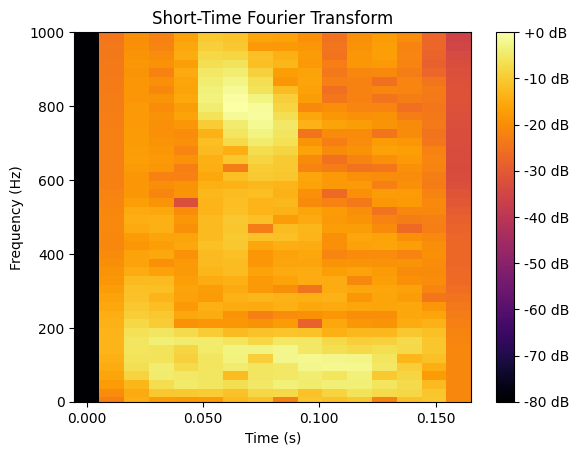 Short-Time Fourier Transform
Frequency (Hz)
1000
800
600
400
200
0
0.000
0.050
0.100
0.150
Time (s)
+0 dB
-10 dB
-20 dB
-30 dB
-40 dB
-50 dB
-60 dB
-70 dB
-80 dB